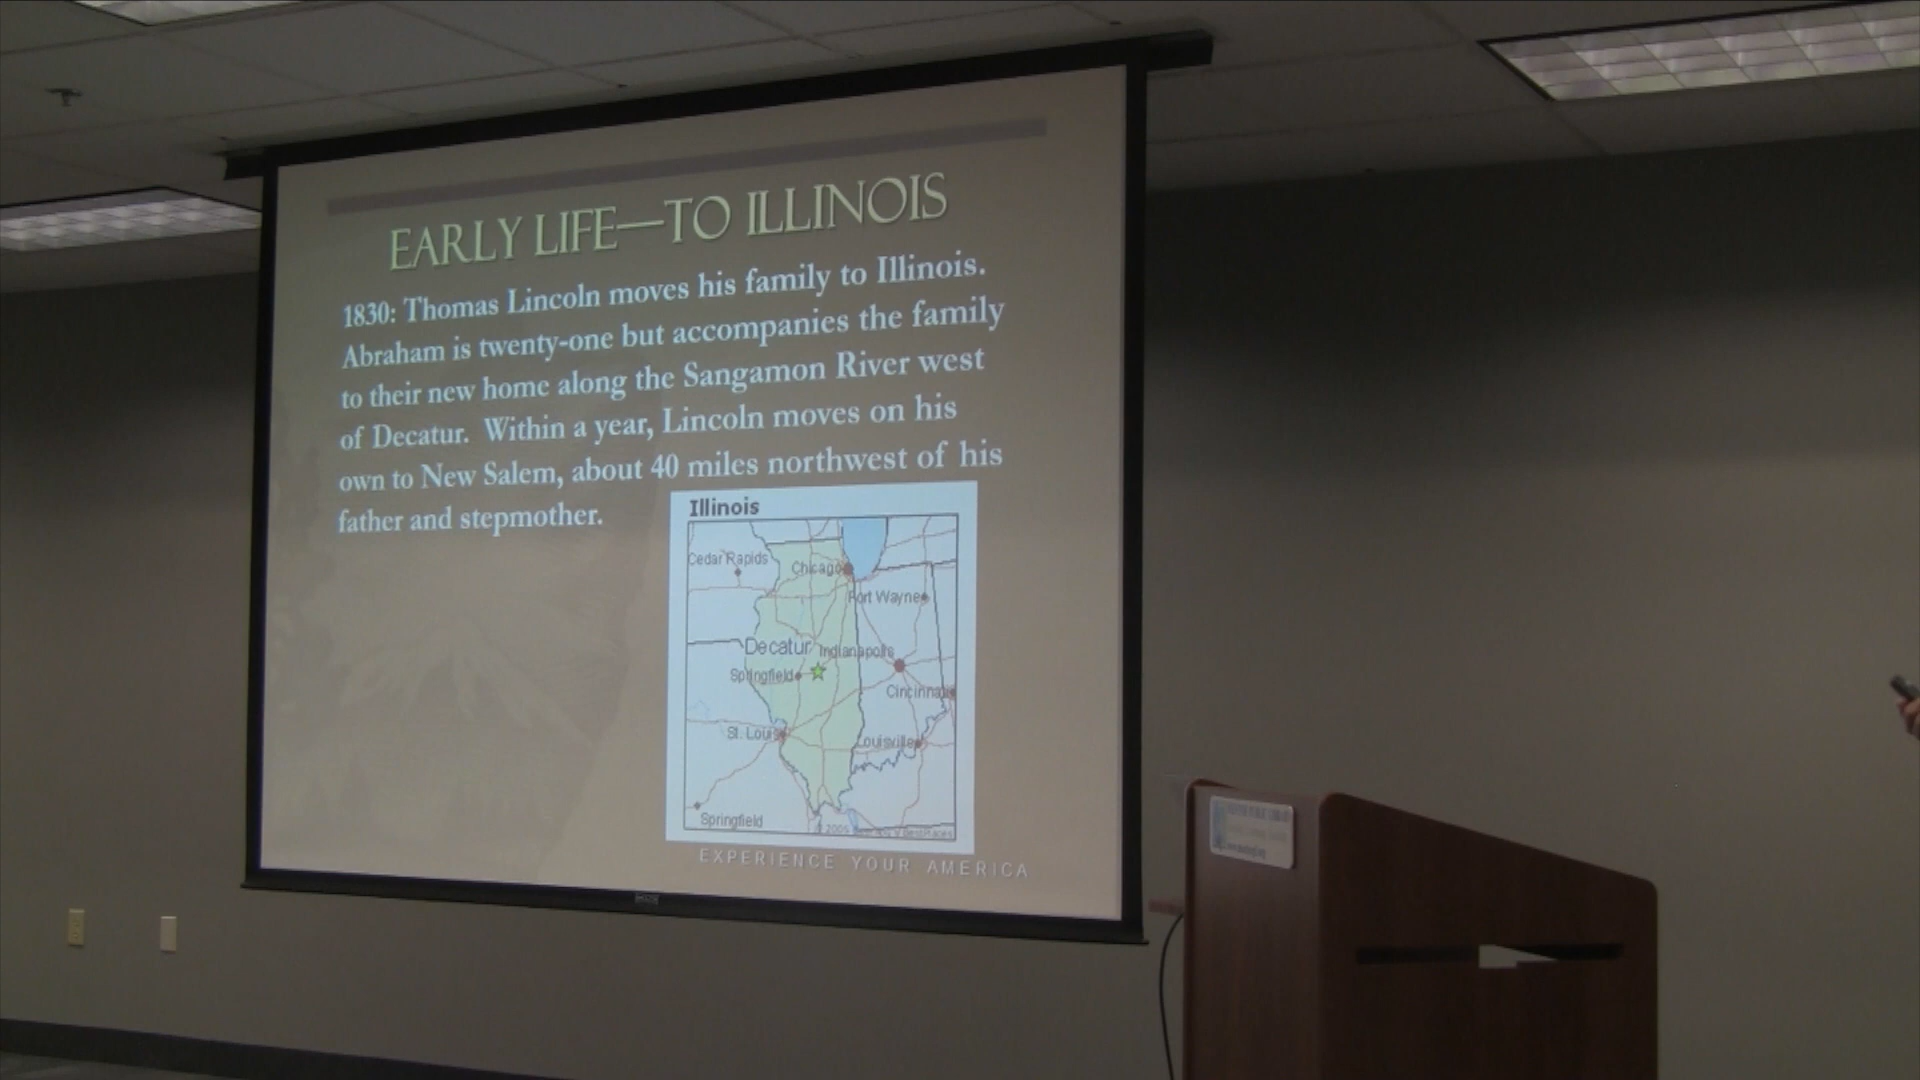 EARLY LIFE—TO ILLINOIS
1830: Thomas Lincoln moves his family to Illinois.
Abraham is twenty-one but accompanies the family
to their new home along the Sangamon River west
of Decatur. Within a year, Lincoln moves on his
own to New Salem, about 40 miles northwest of his
father and stepmother.
Illinois
Cedar Rapids
Chicago
Fort Wayne
Decatur
Indianapolis
Springfield
Cincinnati
St. Louis
Louisville
Springfield
© 2005
EXPERIENCE YOUR AMERICA